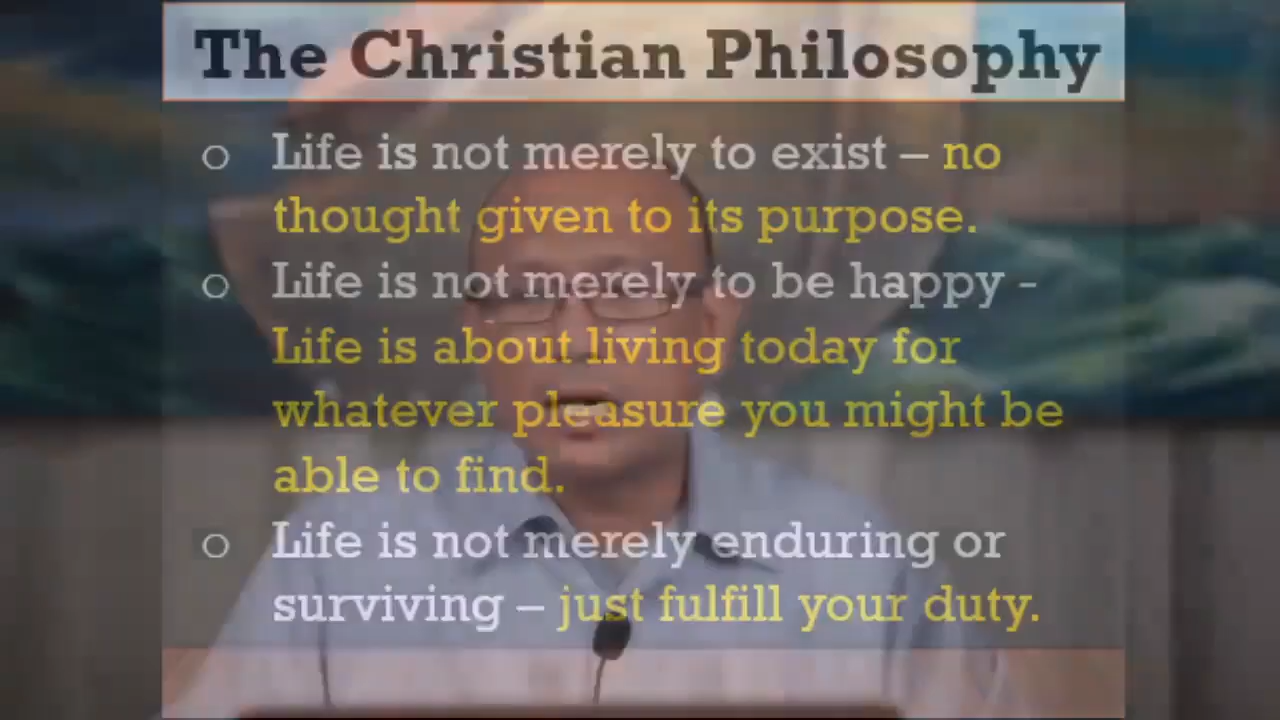 The Christian Philosophy
o Life is not merely to exist – no
thought given to its purpose.
o Life is not merely to be happy -
Life is about living today for
whatever pleasure you might be
able to find.
o Life is not merely enduring or
surviving – just fulfill your duty.